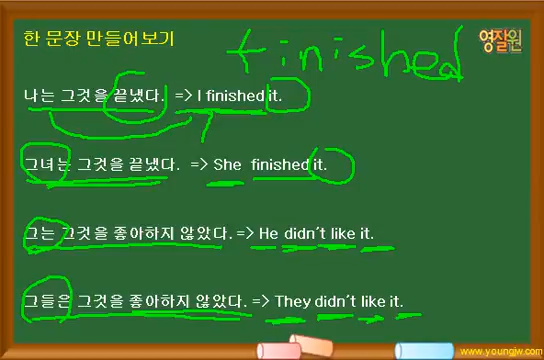 한 문장 만들어보기
finished
영잘원
나는 그것을 끝냈다. => I finished it.
그녀는 그것을 끝냈다. => She finished it.
그는 그것을 좋아하지 않았다. => He didn't like it.
그들은 그것을 좋아하지 않았다. => They didn't like it.
www.youngjw.com